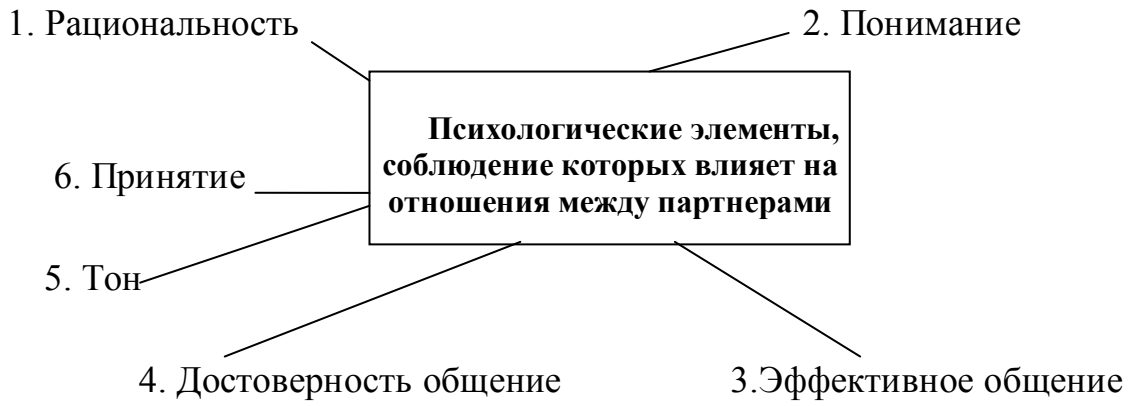 1. Рациональность
2. Понимание
Психологические элементы,
соблюдение которых влияет на
отношения между партнерами
6. Принятие
5. Тон
4. Достоверность общение
3.Эффективное общение